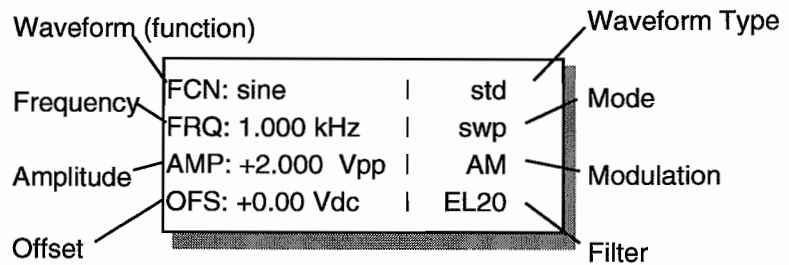 Waveform (function)
Waveform Type
FCN: sine | std
Frequency
Mode
FRQ: 1.000 kHz | swp
AMP: +2.000 Vpp | AM
Amplitude
Modulation
OFS: +0.00 Vdc | EL20
Offset
Filter